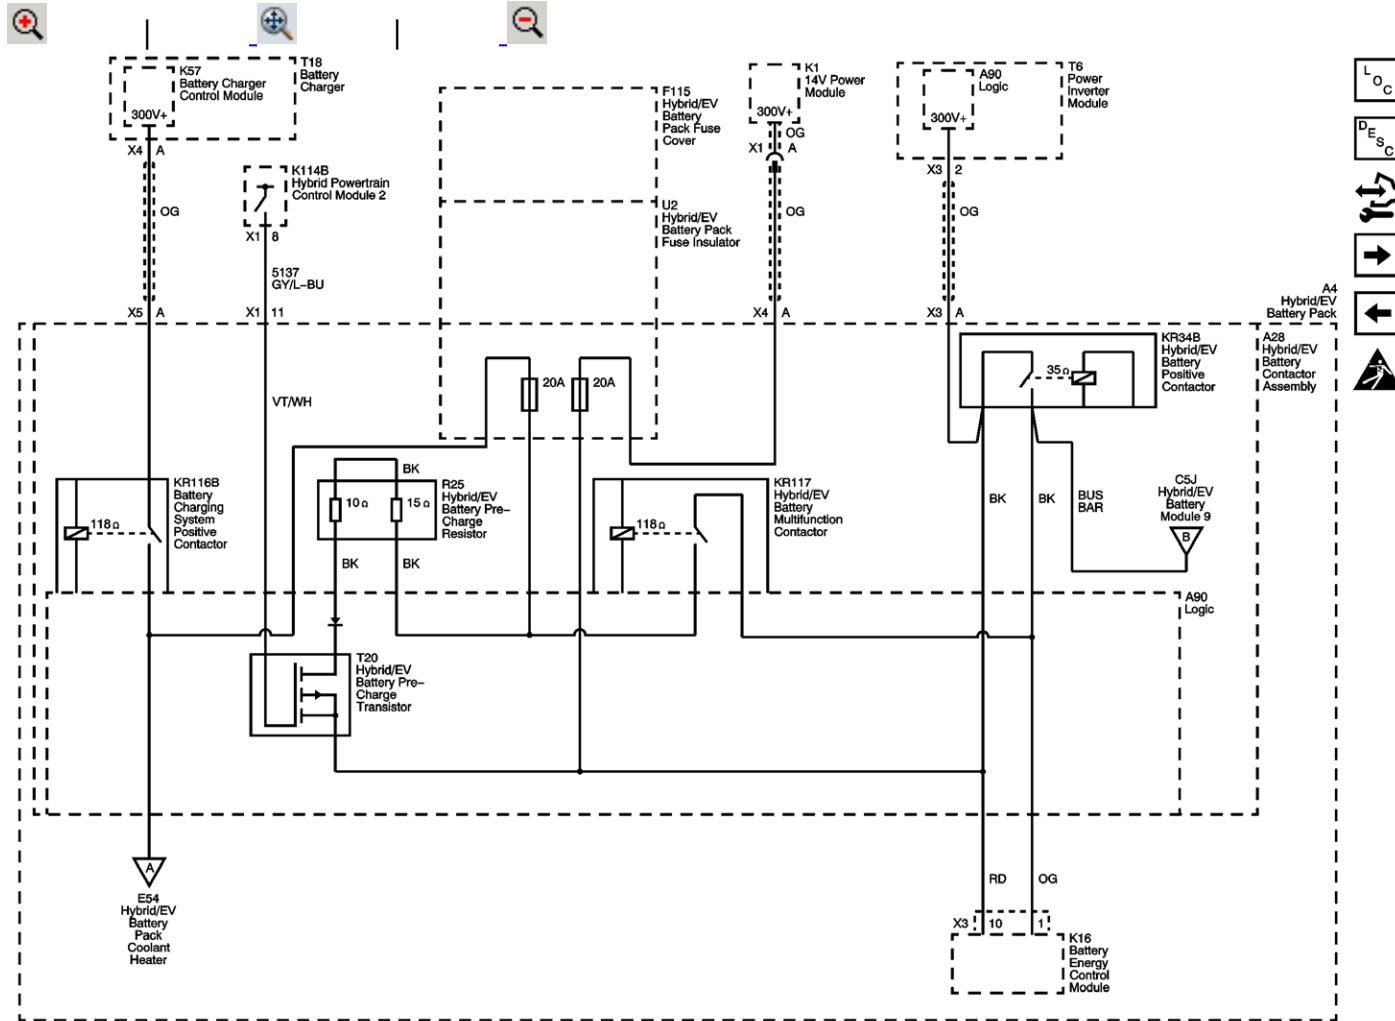 K57
Battery Charger
Control Module
300V+
T18
Battery
Charger
X4 A
OG
K114B
Hybrid Powertrain
Control Module 2
X1 8
5137
GY/L-BU
X5 A
X1 11
VT/WH
F115
Hybrid/EV
Battery
Pack Fuse
Cover
U2
Hybrid/EV
Battery Pack
Fuse Insulator
K1
14V Power
Module
300V+
OG
X1 A
OG
X4 A
A90
Logic
300V+
T6
Power
Inverter
Module
X3 2
OG
X3 A
A4
Hybrid/EV
Battery Pack
KR34B
Hybrid/EV
Battery
Positive
Contactor
35Ω
A28
Hybrid/EV
Battery
Contactor
Assembly
20A
20A
KR116B
Battery
Charging
System
Positive
Contactor
118Ω
BK
10Ω
15Ω
R25
Hybrid/EV
Battery Pre-
Charge
Resistor
BK
BK
KR117
Hybrid/EV
Battery
Multifunction
Contactor
118Ω
BK
BK
BUS
BAR
C5J
Hybrid/EV
Battery
Module 9
B
A90
Logic
T20
Hybrid/EV
Battery Pre-
Charge
Transistor
A
E54
Hybrid/EV
Battery
Pack
Coolant
Heater
RD
OG
X3 10 1
K16
Battery
Energy
Control
Module
LOC
DESC